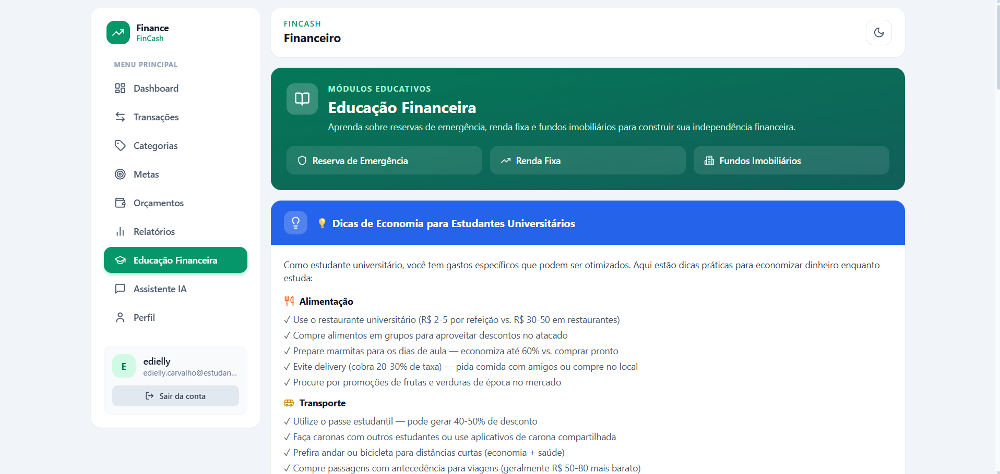 Finance
FinCash
MENU PRINCIPAL
Dashboard
Transações
Categorias
Metas
Orçamentos
Relatórios
Educação Financeira
Assistente IA
Perfil
E
edielly
edielly.carvalho@estudan...
Sair da conta
FINCASH
Financeiro
MÓDULOS EDUCATIVOS
Educação Financeira
Aprenda sobre reservas de emergência, renda fixa e fundos imobiliários para construir sua independência financeira.
Reserva de Emergência
Renda Fixa
Fundos Imobiliários
💡 Dicas de Economia para Estudantes Universitários
Como estudante universitário, você tem gastos específicos que podem ser otimizados. Aqui estão dicas práticas para economizar dinheiro enquanto
estuda:
Alimentação
✓ Use o restaurante universitário (R$ 2-5 por refeição vs. R$ 30-50 em restaurantes)
✓ Compre alimentos em grupos para aproveitar descontos no atacado
✓ Prepare marmitas para os dias de aula — economiza até 60% vs. comprar pronto
✓ Evite delivery (cobra 20-30% de taxa) — pida comida com amigos ou compre no local
✓ Procure por promoções de frutas e verduras de época no mercado
Transporte
✓ Utilize o passe estudantil — pode gerar 40-50% de desconto
✓ Faça caronas com outros estudantes ou use aplicativos de carona compartilhada
✓ Prefira andar ou bicicleta para distâncias curtas (economia + saúde)
✓ Compre passagens com antecedência para viagens (geralmente R$ 50-80 mais barato)